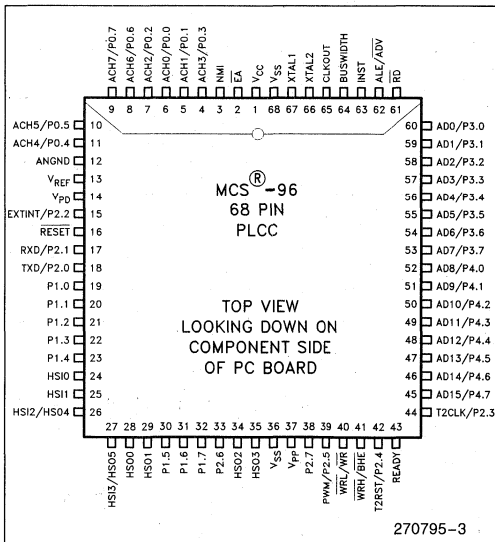 ACH7/P0.7
ACH6/P0.6
ACH2/P0.2
ACH0/P0.0
ACH1/P0.1
ACH3/P0.3
NMI
EA
VCC
VSS
XTAL1
XTAL2
CLKOUT
BUSWIDTH
INST
ALE/ADV
RD
9 8 7 6 5 4 3 2 1 68 67 66 65 64 63 62 61
ACH5/P0.5 10
ACH4/P0.4 11
ANGND 12
VREF 13
VPD 14
EXTINT/P2.2 15
RESET 16
RXD/P2.1 17
TXD/P2.0 18
P1.0 19
P1.1 20
P1.2 21
P1.3 22
P1.4 23
HSI0 24
HSI1 25
HSI2/HSO4 26
MCS®-96
68 PIN
PLCC
TOP VIEW
LOOKING DOWN ON
COMPONENT SIDE
OF PC BOARD
60 AD0/P3.0
59 AD1/P3.1
58 AD2/P3.2
57 AD3/P3.3
56 AD4/P3.4
55 AD5/P3.5
54 AD6/P3.6
53 AD7/P3.7
52 AD8/P4.0
51 AD9/P4.1
50 AD10/P4.2
49 AD11/P4.3
48 AD12/P4.4
47 AD13/P4.5
46 AD14/P4.6
45 AD15/P4.7
44 T2CLK/P2.3
27 28 29 30 31 32 33 34 35 36 37 38 39 40 41 42 43
HSI3/HSO5
HSO0
HSO1
P1.5
P1.6
P1.7
P2.6
HSO2
HSO3
VSS
VPP
P2.7
PWM/P2.5
WRL/WR
WRH/BHE
T2RST/P2.4
READY
270795-3